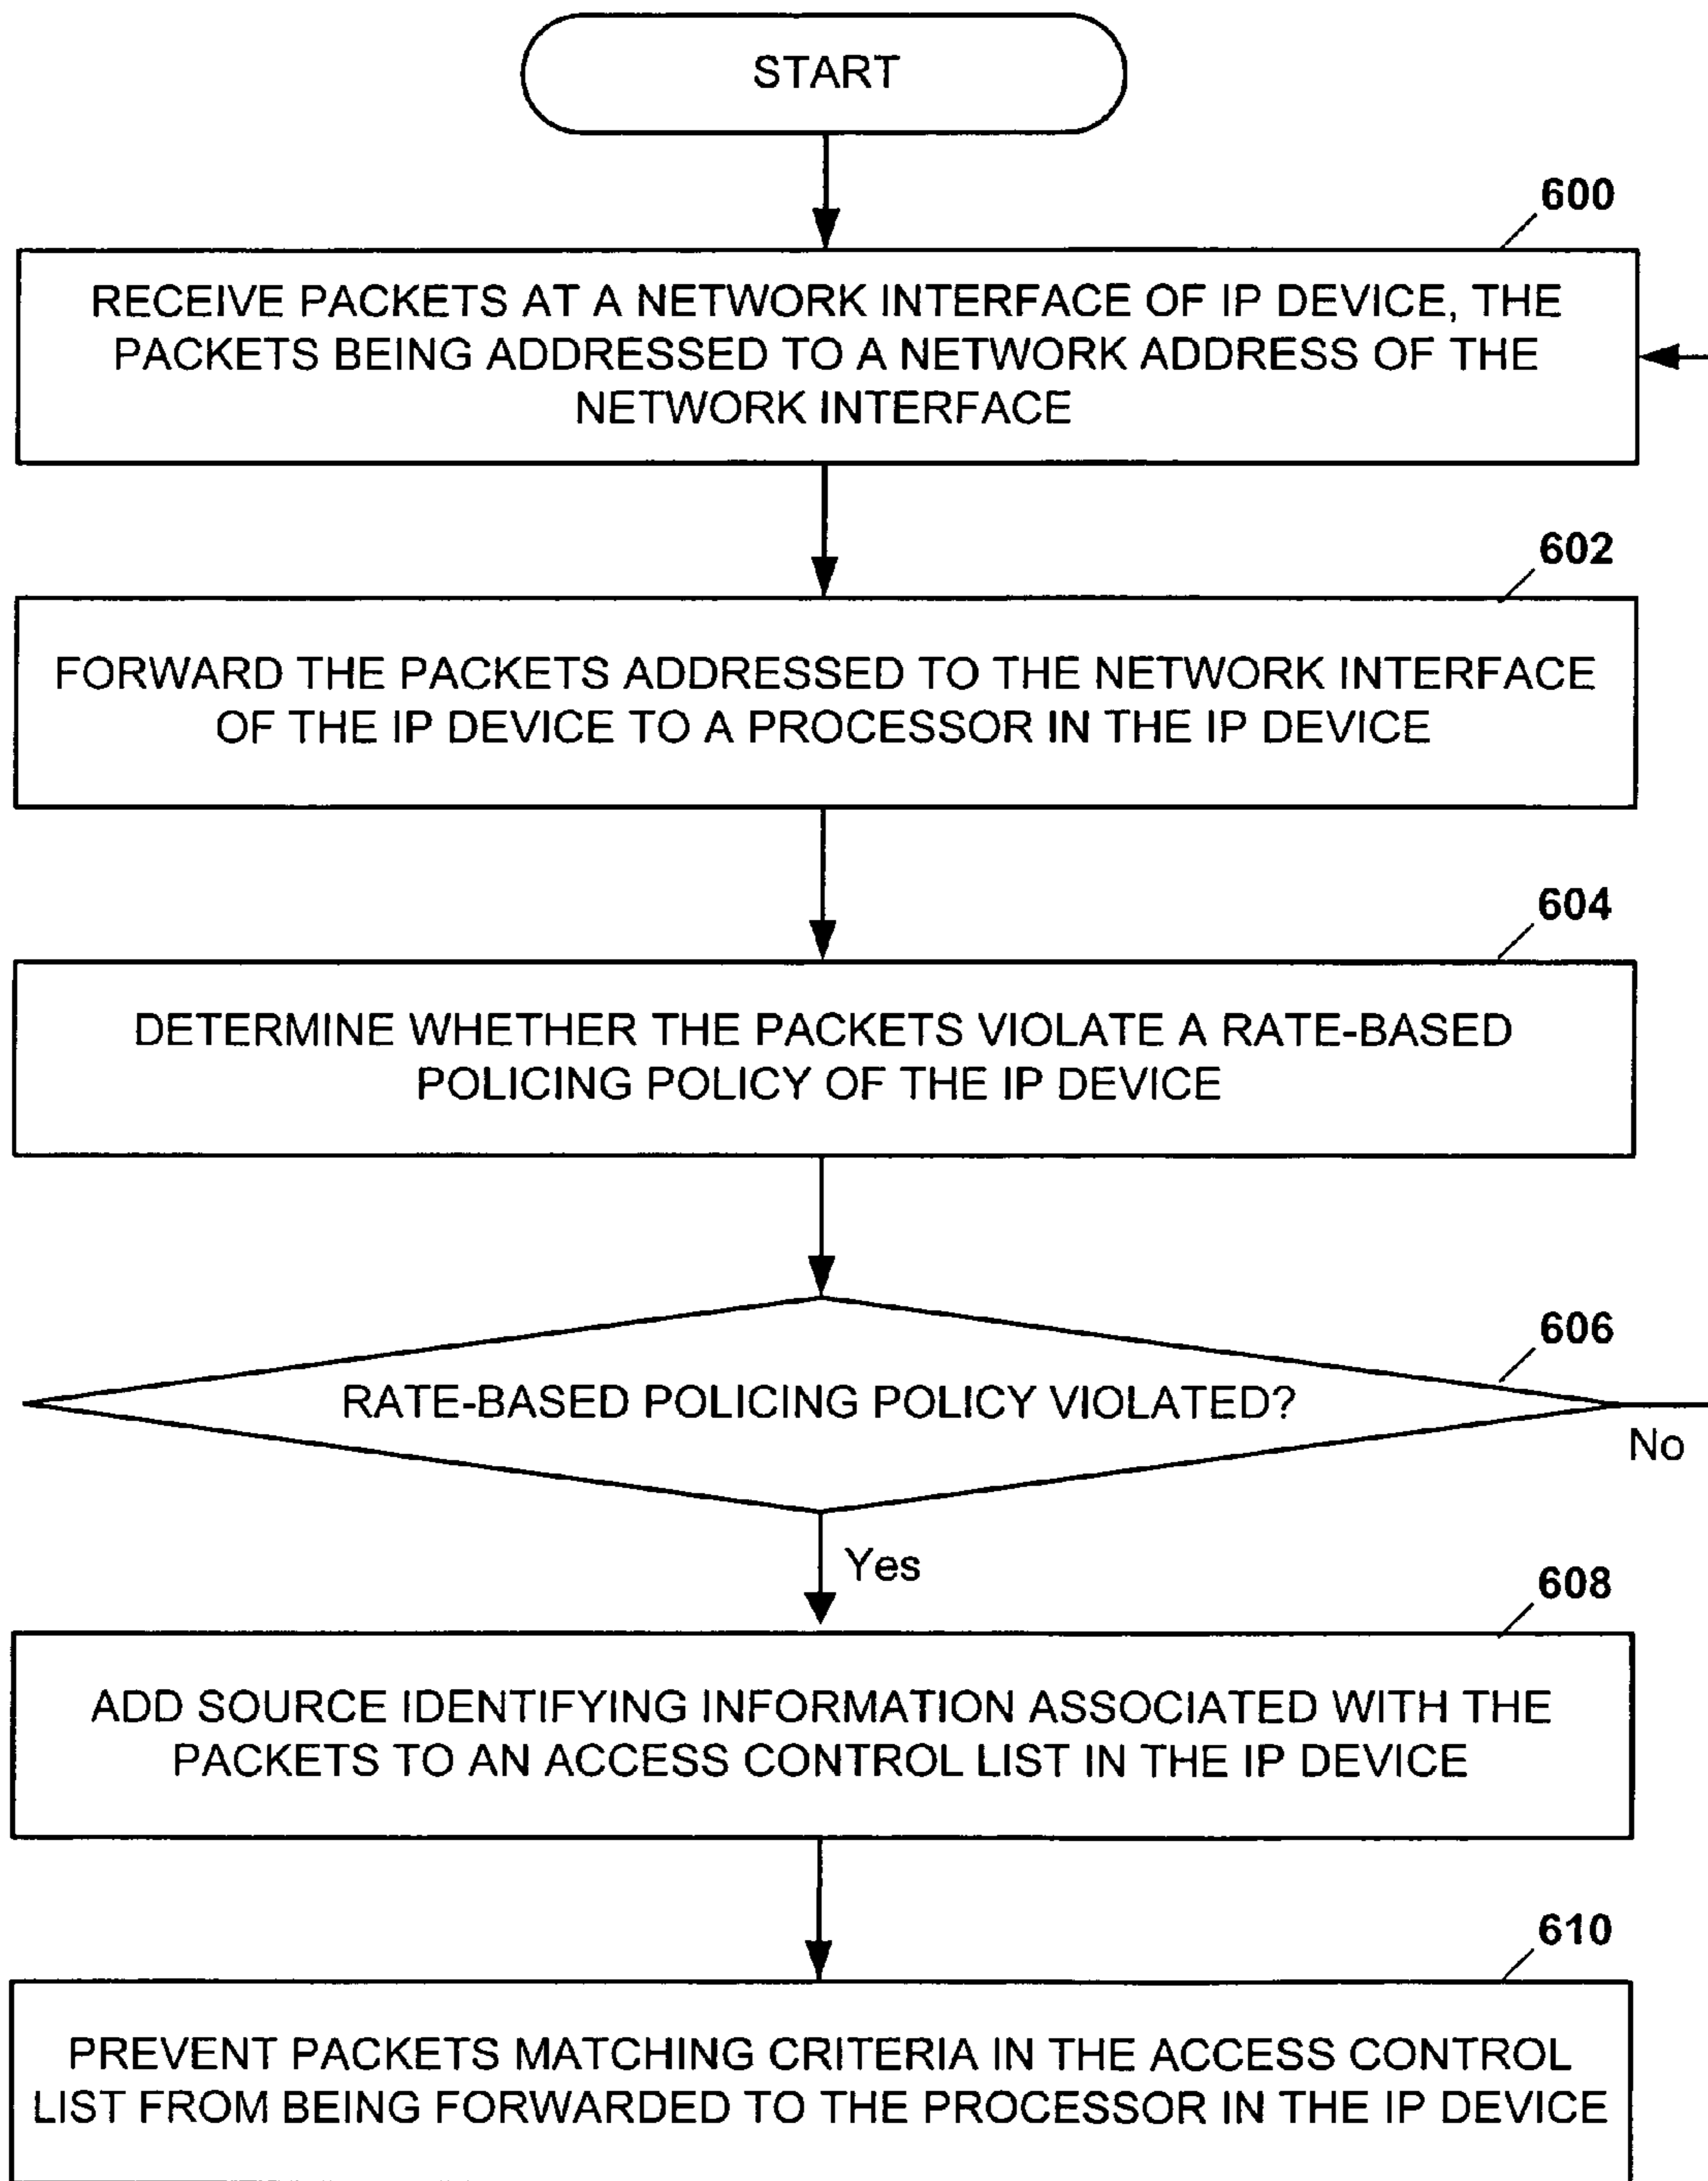 START
600
RECEIVE PACKETS AT A NETWORK INTERFACE OF IP DEVICE, THE
PACKETS BEING ADDRESSED TO A NETWORK ADDRESS OF THE
NETWORK INTERFACE
602
FORWARD THE PACKETS ADDRESSED TO THE NETWORK INTERFACE
OF THE IP DEVICE TO A PROCESSOR IN THE IP DEVICE
604
DETERMINE WHETHER THE PACKETS VIOLATE A RATE-BASED
POLICING POLICY OF THE IP DEVICE
606
RATE-BASED POLICING POLICY VIOLATED?
No
Yes
608
ADD SOURCE IDENTIFYING INFORMATION ASSOCIATED WITH THE
PACKETS TO AN ACCESS CONTROL LIST IN THE IP DEVICE
610
PREVENT PACKETS MATCHING CRITERIA IN THE ACCESS CONTROL
LIST FROM BEING FORWARDED TO THE PROCESSOR IN THE IP DEVICE